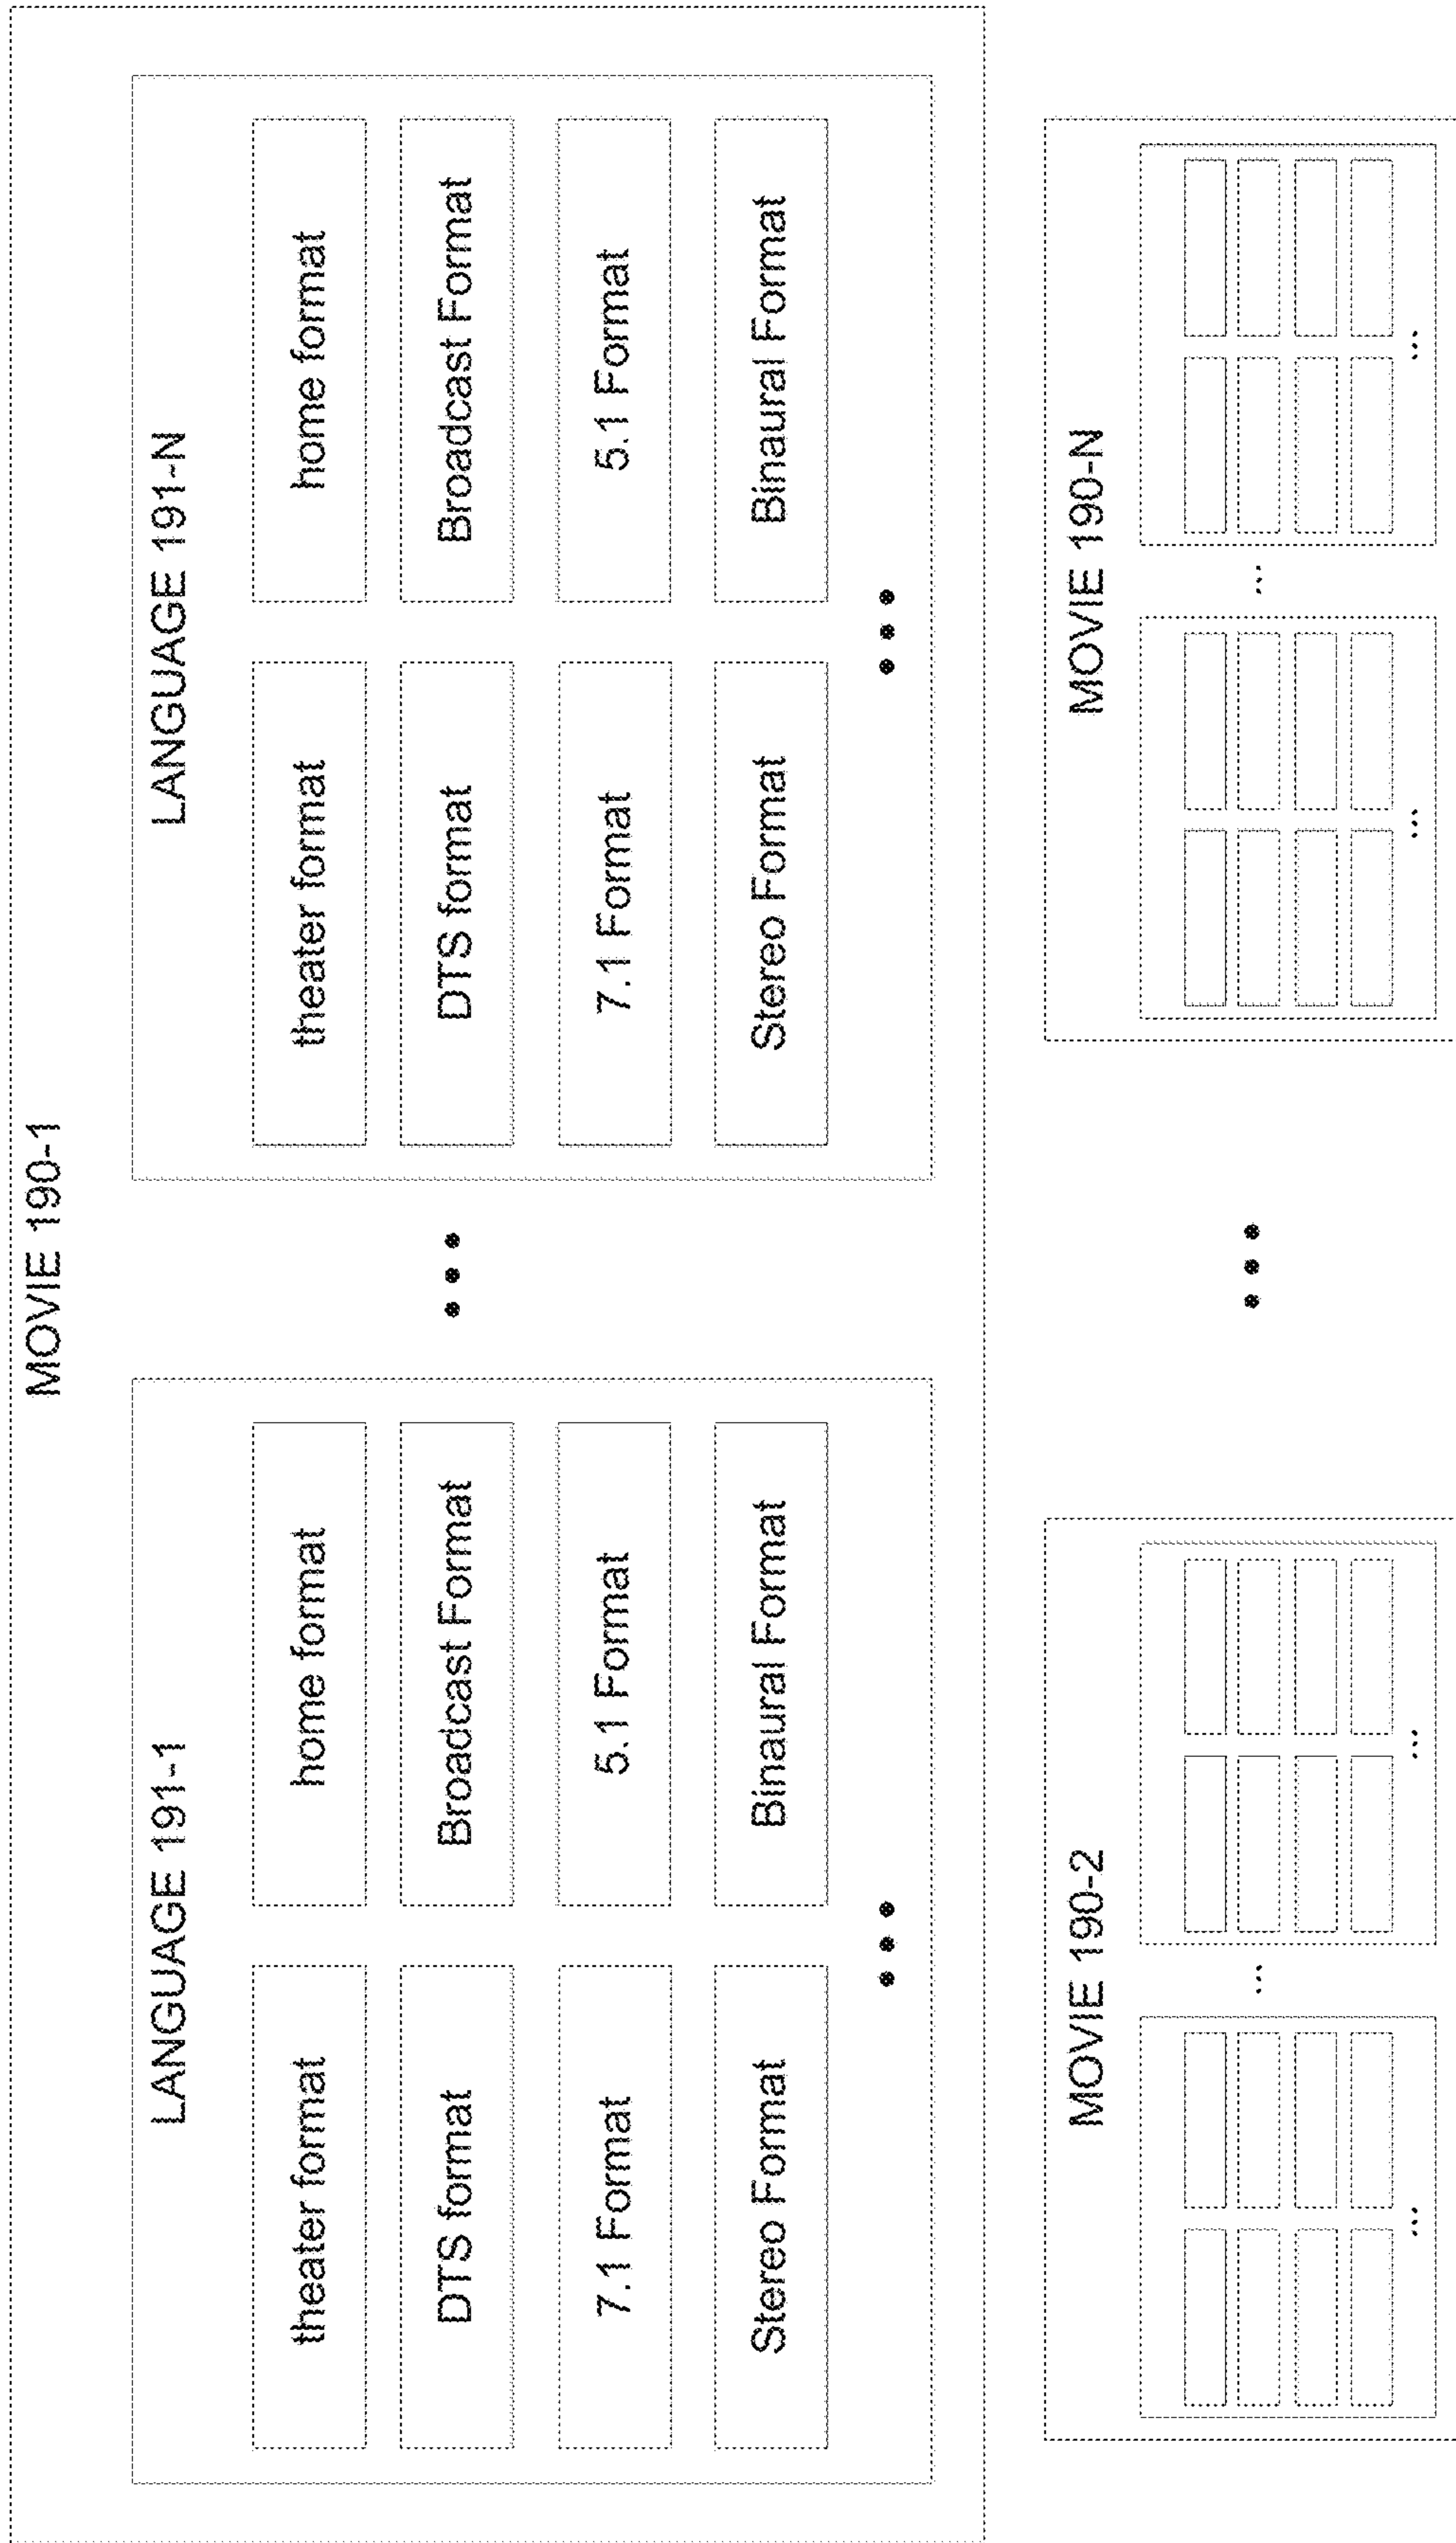 MOVIE 190-1
LANGUAGE 191-1
theater format
home format
DTS format
Broadcast Format
7.1 Format
5.1 Format
Stereo Format
Binaural Format
LANGUAGE 191-N
theater format
home format
DTS format
Broadcast Format
7.1 Format
5.1 Format
Stereo Format
Binaural Format
MOVIE 190-2
MOVIE 190-N